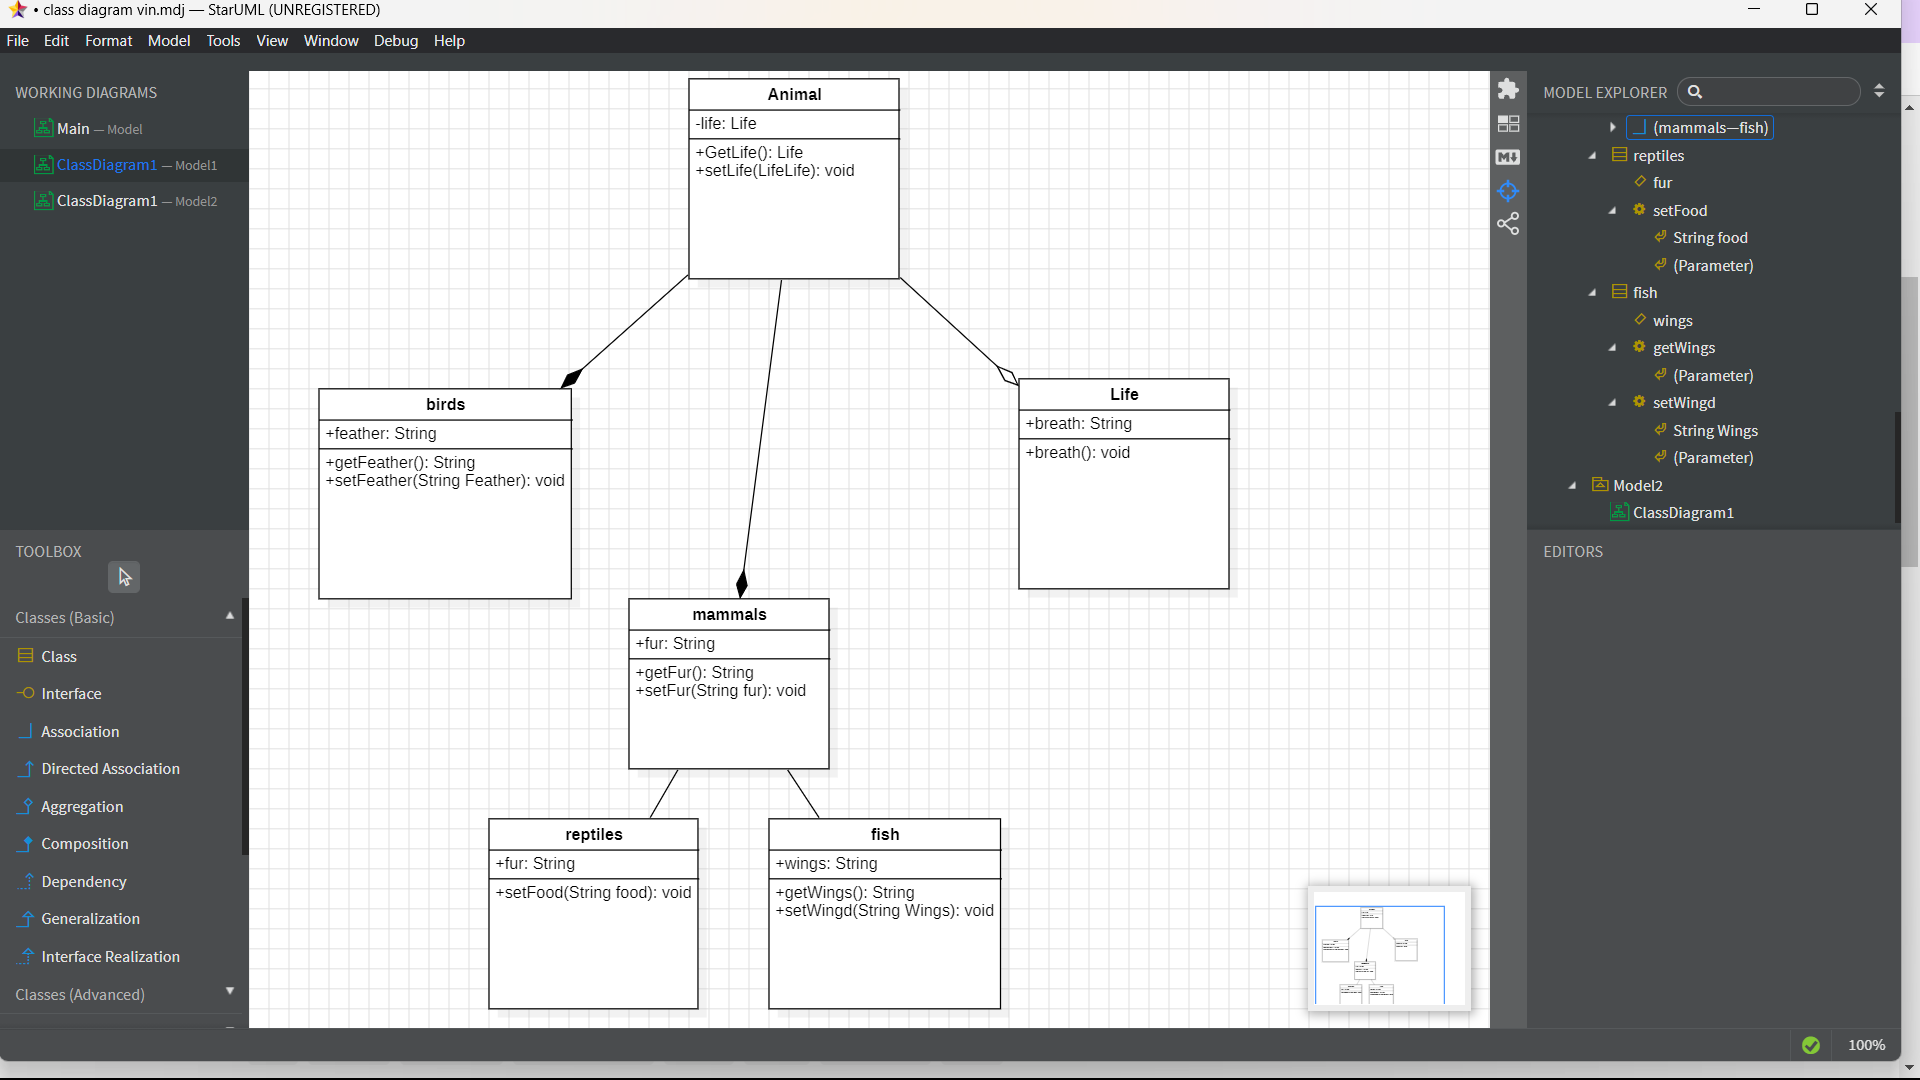 • class diagram vin.mdj — StarUML (UNREGISTERED)
File Edit Format Model Tools View Window Debug Help
WORKING DIAGRAMS
Main — Model
ClassDiagram1 — Model1
ClassDiagram1 — Model2
TOOLBOX
Classes (Basic)
Class
Interface
Association
Directed Association
Aggregation
Composition
Dependency
Generalization
Interface Realization
Classes (Advanced)
Animal
-life: Life
+GetLife(): Life
+setLife(LifeLife): void
birds
+feather: String
+getFeather(): String
+setFeather(String Feather): void
Life
+breath: String
+breath(): void
mammals
+fur: String
+getFur(): String
+setFur(String fur): void
reptiles
+fur: String
+setFood(String food): void
fish
+wings: String
+getWings(): String
+setWingd(String Wings): void
M
MODEL EXPLORER
(mammals—fish)
reptiles
fur
setFood
String food
(Parameter)
fish
wings
getWings
(Parameter)
setWingd
String Wings
(Parameter)
Model2
ClassDiagram1
EDITORS
100%